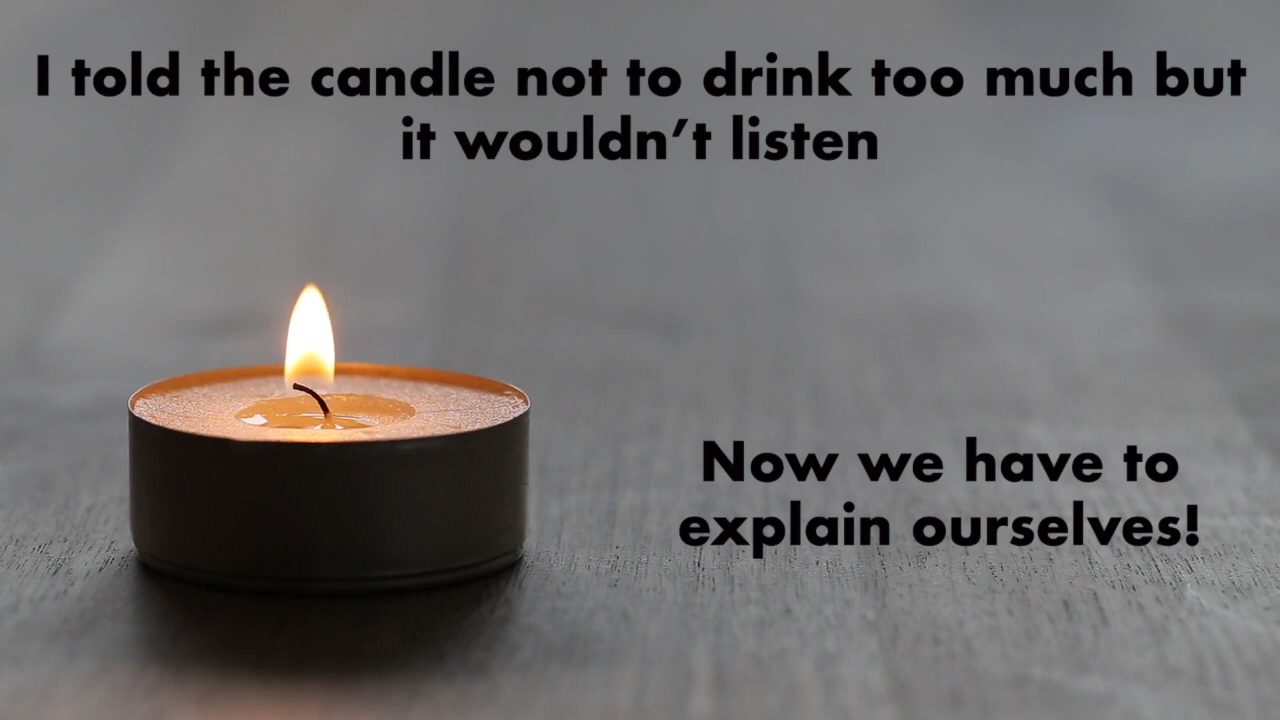 I told the candle not to drink too much but
it wouldn’t listen
Now we have to
explain ourselves!